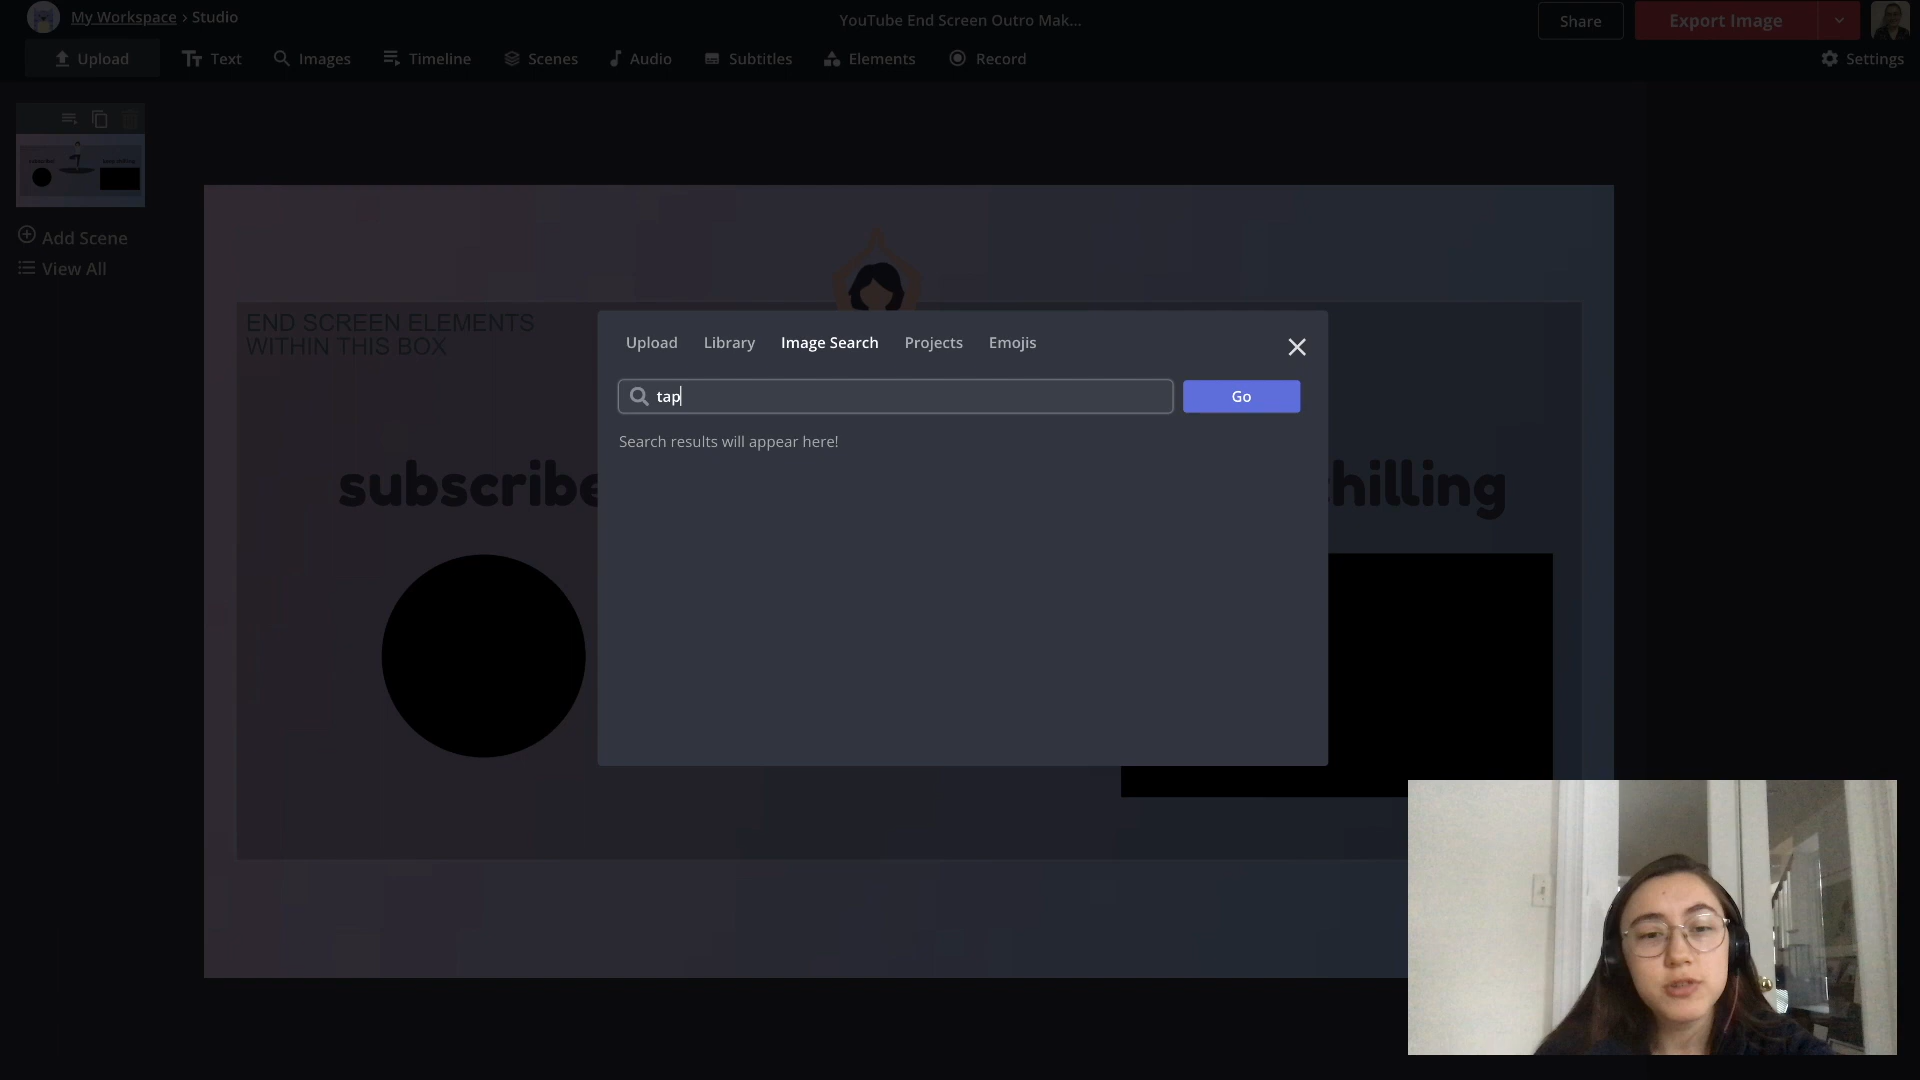 My Workspace › Studio
YouTube End Screen Outro Mak...
Share
Export Image
Upload
Text
Images
Timeline
Scenes
Audio
Subtitles
Elements
Record
Settings
Add Scene
View All
END SCREEN ELEMENTS
WITHIN THIS BOX
Upload
Library
Image Search
Projects
Emojis
tap
Go
Search results will appear here!
subscribe
chilling